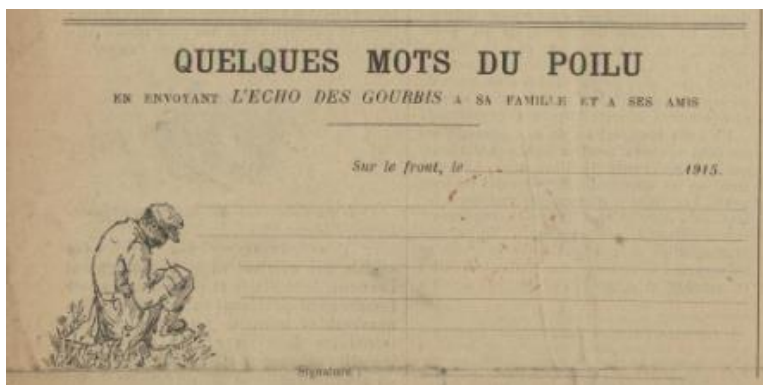 QUELQUES MOTS DU POILU
EN ENVOYANT L'ECHO DES GOURBIS A SA FAMILLE ET A SES AMIS
Sur le front, le 1915.
Signature :